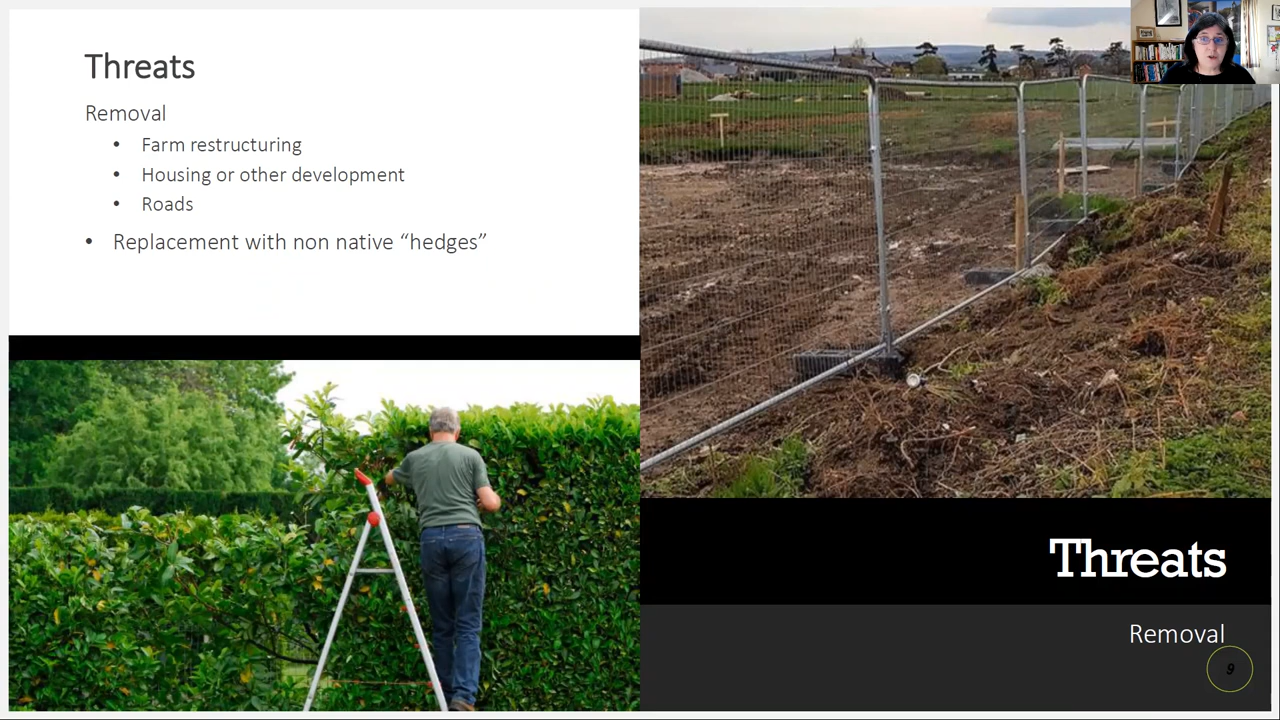 Threats
Removal
• Farm restructuring
• Housing or other development
• Roads
• Replacement with non native “hedges”
Threats
Removal
9